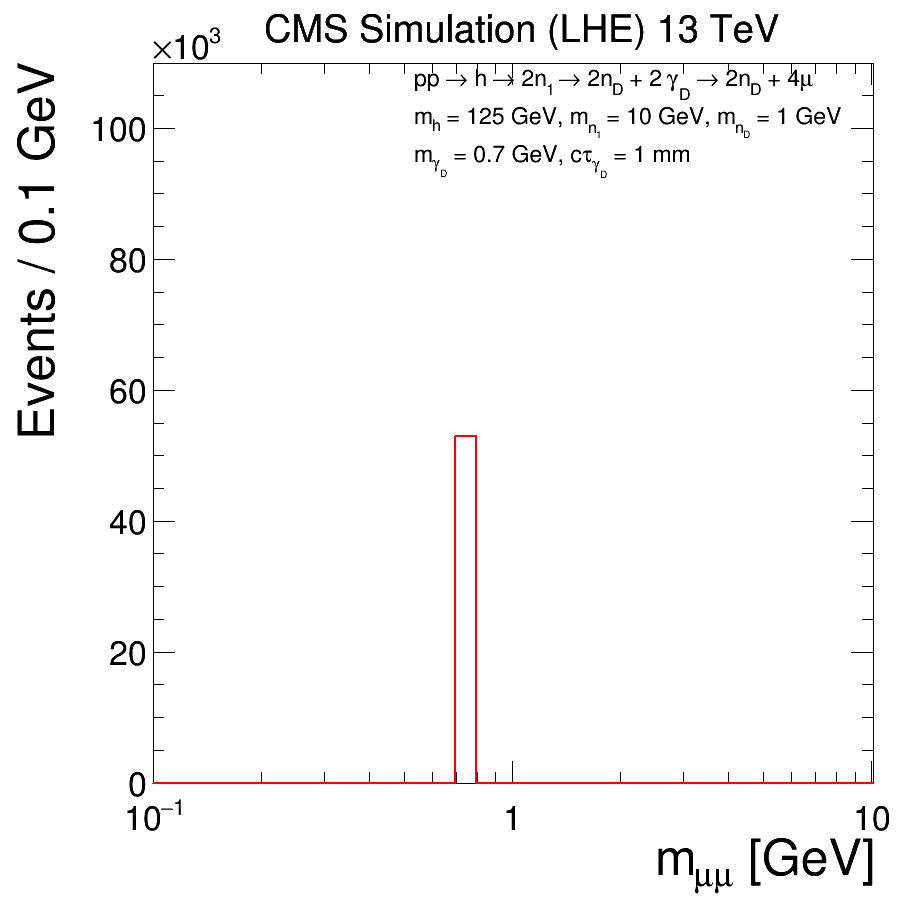 CMS Simulation (LHE) 13 TeV
×10³
pp → h → 2n₁ → 2n_D + 2 γ_D → 2n_D + 4μ
m_h = 125 GeV, m_n₁ = 10 GeV, m_n_D = 1 GeV
m_γ_D = 0.7 GeV, cτ_γ_D = 1 mm
Events / 0.1 GeV
100
80
60
40
20
0
10⁻¹ 1 10
m_μμ [GeV]